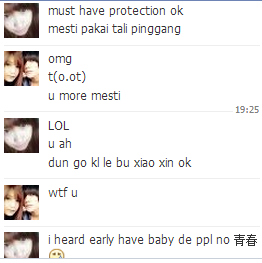 must have protection ok
mesti pakai tali pinggang
omg
t(o.ot)
u more mesti
19:25
LOL
u ah
dun go kl le bu xiao xin ok
wtf u
i heard early have baby de ppl no 青春